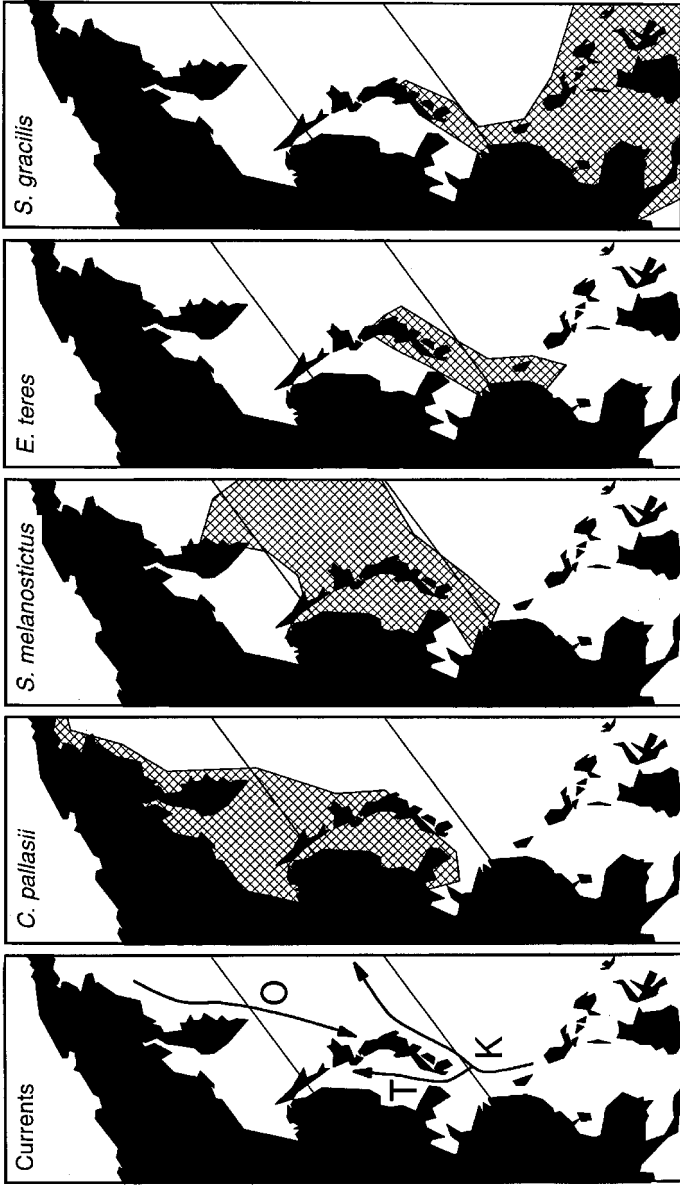 Currents
O
T
K
C. pallasii
S. melanostictus
E. teres
S. gracilis